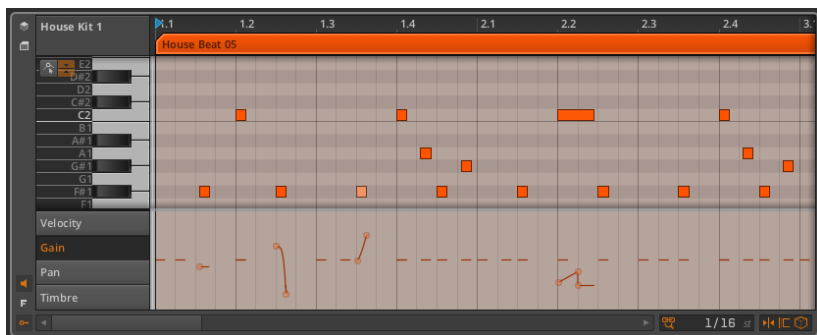 House Kit 1
1.1 1.2 1.3 1.4 2.1 2.2 2.3 2.4 3.
House Beat 05
E2
D#2
D2
C#2
C2
B1
A#1
A1
G#1
G1
F#1
F1
Velocity
Gain
Pan
Timbre
F
1/16 st